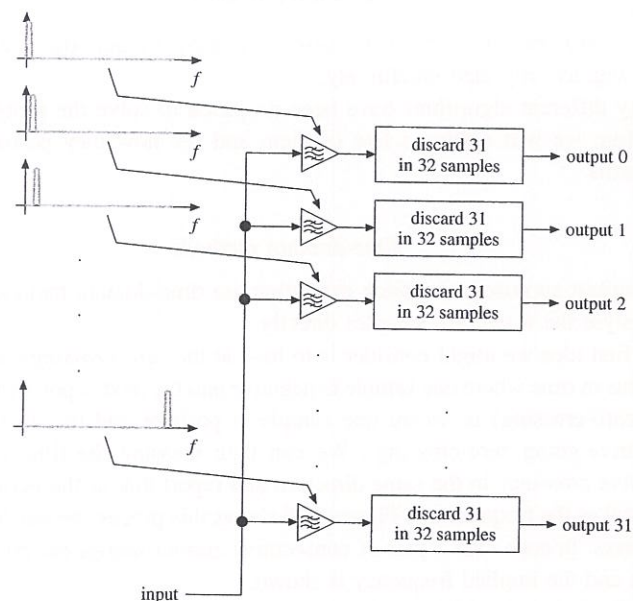 f
f
discard 31
in 32 samples
output 0
f
discard 31
in 32 samples
output 1
discard 31
in 32 samples
output 2
f
discard 31
in 32 samples
output 31
input